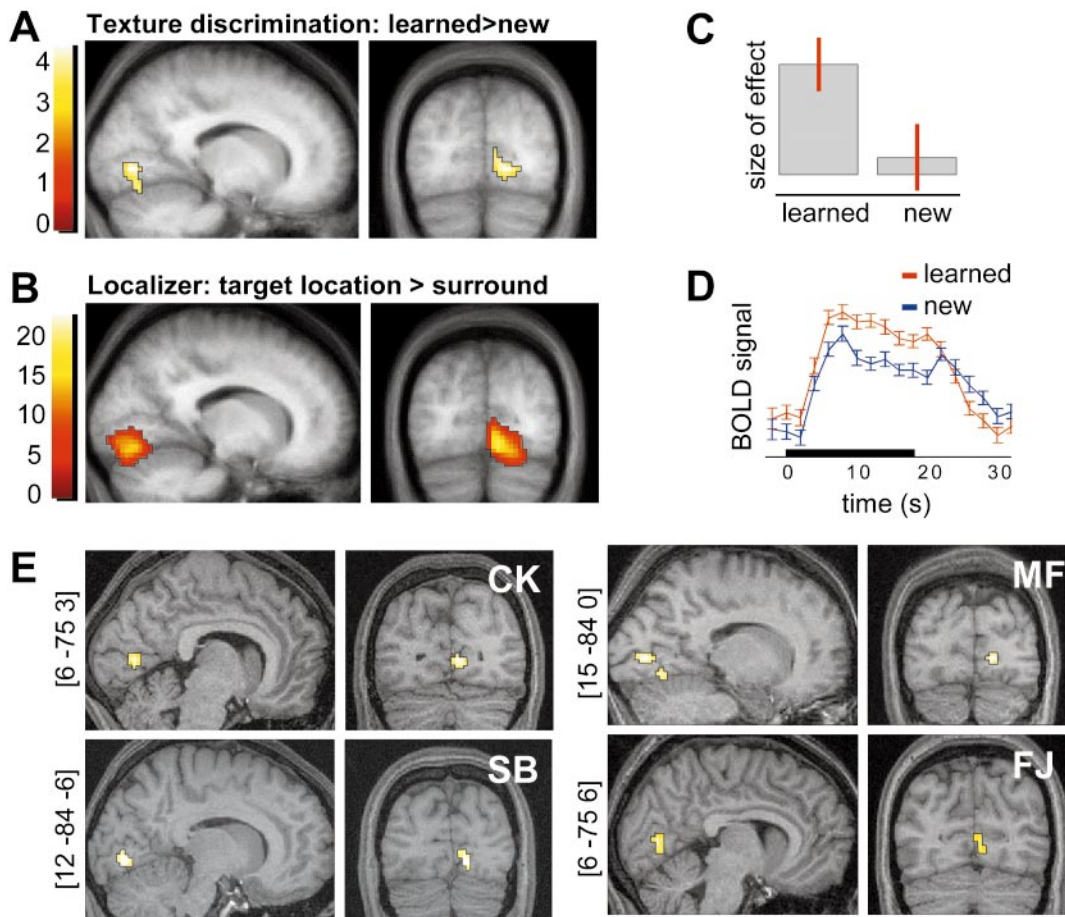 A
Texture discrimination: learned>new
4
3
2
1
0
B
Localizer: target location > surround
20
15
10
5
0
C
size of effect
learned
new
D
learned
new
BOLD signal
0
10
20
30
time (s)
E
[6 -75 3]
CK
[15 -84 0]
MF
[12 -84 -6]
SB
[6 -75 6]
FJ